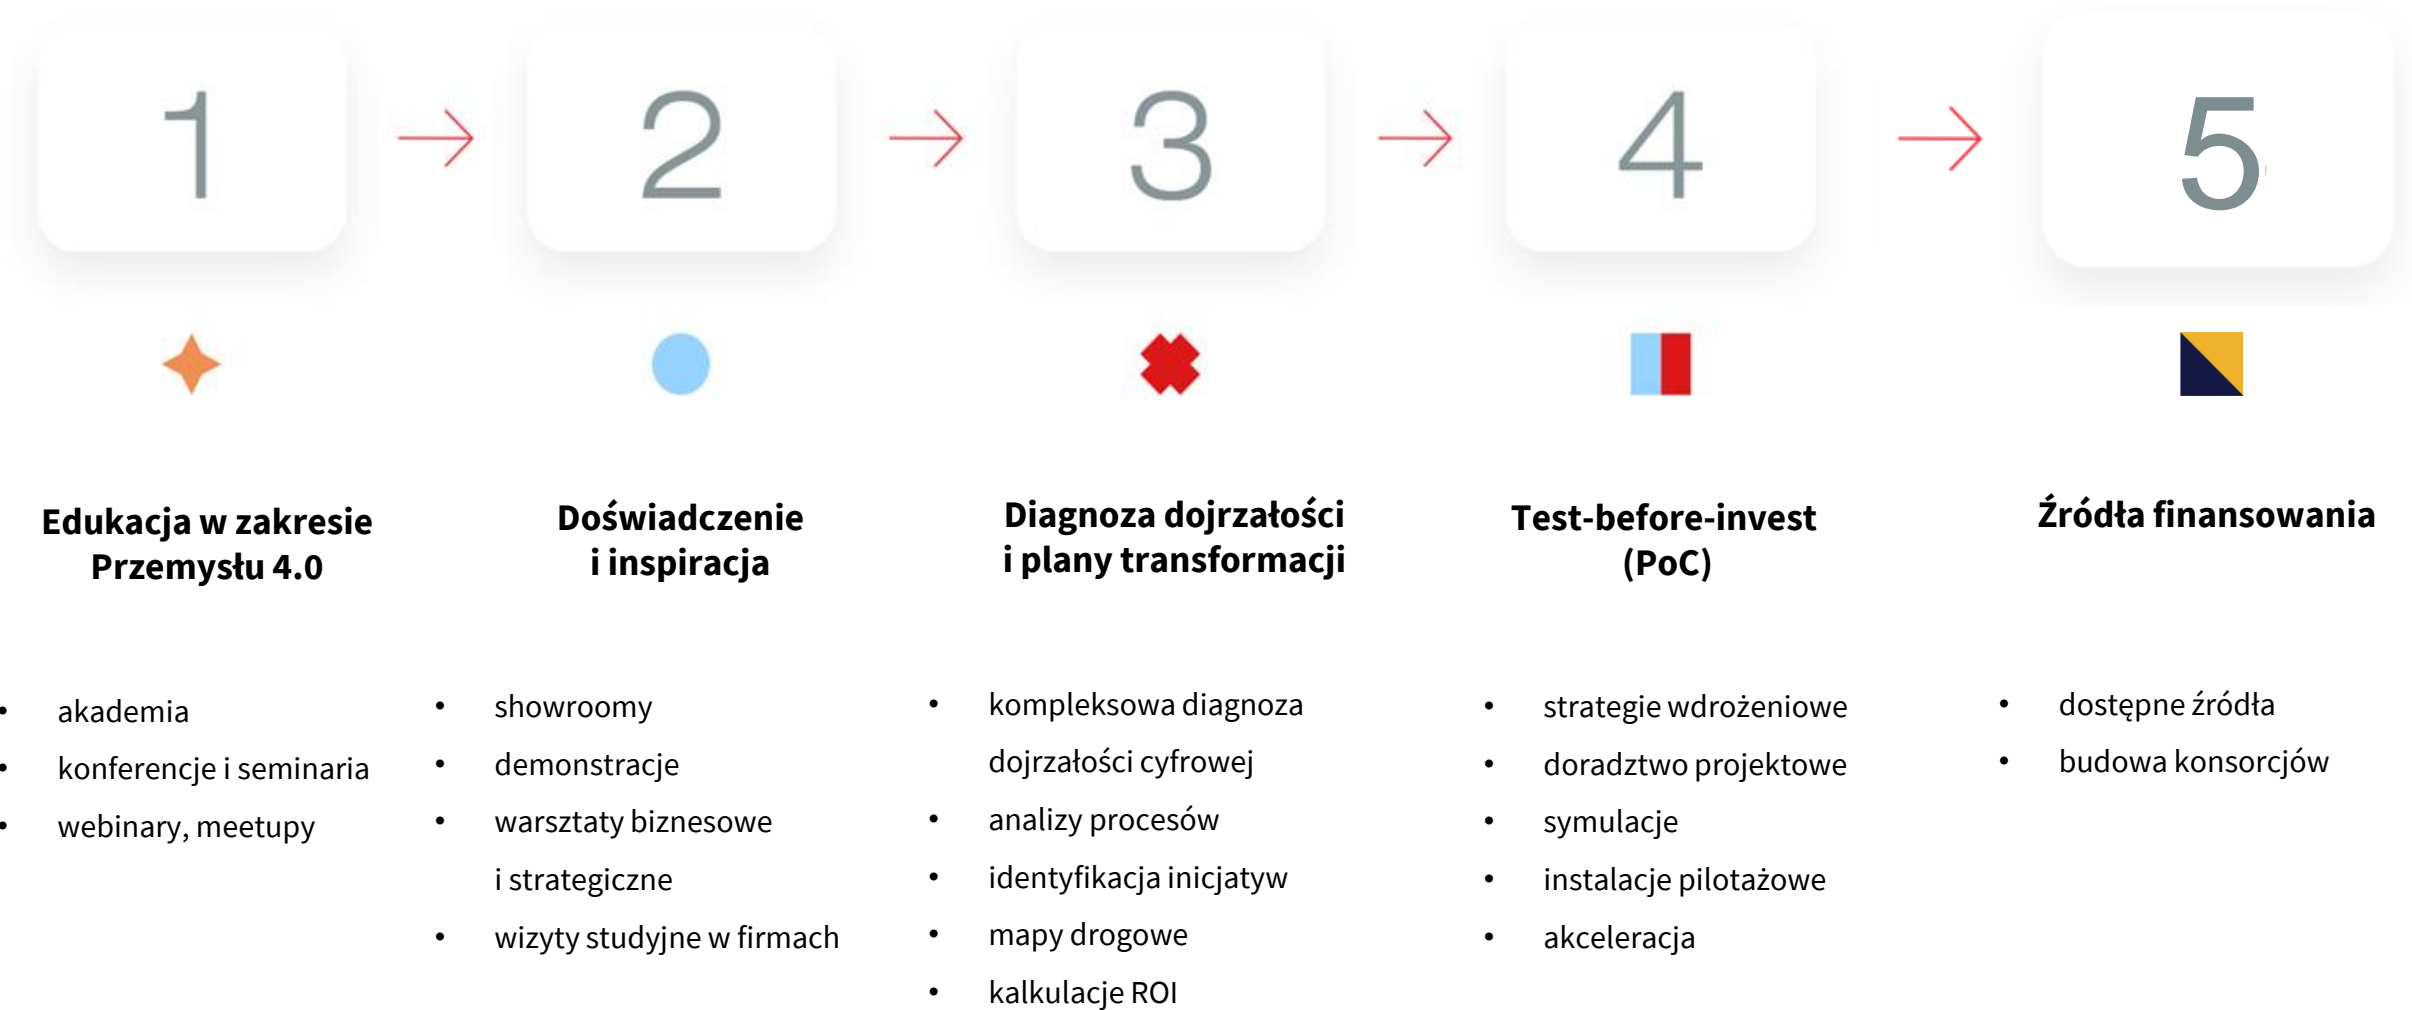 1
2
3
4
5
Edukacja w zakresie
Przemysłu 4.0
• akademia
• konferencje i seminaria
• webinary, meetupy
Doświadczenie
i inspiracja
• showroomy
• demonstracje
• warsztaty biznesowe
i strategiczne
• wizyty studyjne w firmach
Diagnoza dojrzałości
i plany transformacji
• kompleksowa diagnoza
dojrzałości cyfrowej
• analizy procesów
• identyfikacja inicjatyw
• mapy drogowe
• kalkulacje ROI
Test-before-invest
(PoC)
• strategie wdrożeniowe
• doradztwo projektowe
• symulacje
• instalacje pilotażowe
• akceleracja
Źródła finansowania
• dostępne źródła
• budowa konsorcjów